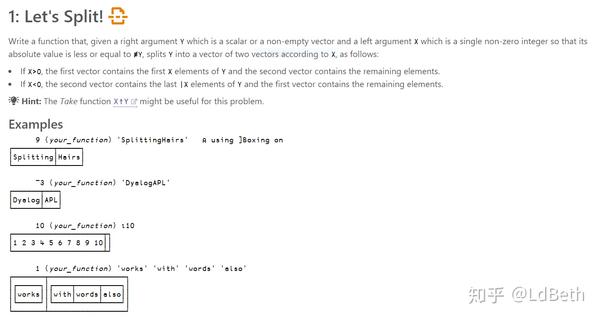 1: Let's Split!
Write a function that, given a right argument Y which is a scalar or a non-empty vector and a left argument X which is a single non-zero integer so that its
absolute value is less or equal to ≢Y, splits Y into a vector of two vectors according to X, as follows:
• If X>0, the first vector contains the first X elements of Y and the second vector contains the remaining elements.
• If X<0, the second vector contains the last |X elements of Y and the first vector contains the remaining elements.
Hint: The Take function X↑Y might be useful for this problem.
Examples
9 (your_function) 'SplittingHairs' ⍝ using ]Boxing on
Splitting Hairs
¯3 (your_function) 'DyalogAPL'
Dyalog APL
10 (your_function) ⍳10
1 2 3 4 5 6 7 8 9 10
1 (your_function) 'works' 'with' 'words' 'also'
works with words also
知乎 @LdBeth